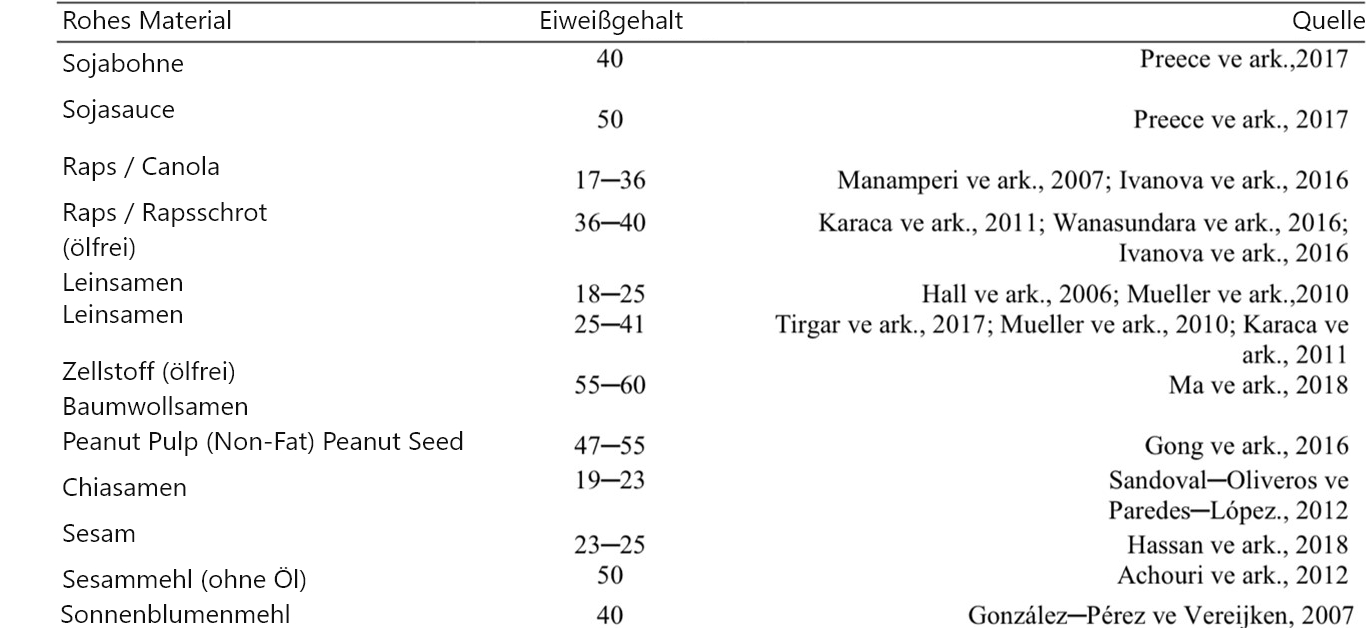 Rohes Material Eiweißgehalt Quelle
Sojabohne 40 Preece ve ark.,2017
Sojasauce 50 Preece ve ark., 2017
Raps / Canola 17—36 Manamperi ve ark., 2007; Ivanova ve ark., 2016
Raps / Rapsschrot 36—40 Karaca ve ark., 2011; Wanasundara ve ark., 2016;
(ölfrei) Ivanova ve ark., 2016
Leinsamen 18—25 Hall ve ark., 2006; Mueller ve ark.,2010
Leinsamen 25—41 Tirgar ve ark., 2017; Mueller ve ark., 2010; Karaca ve
ark., 2011
Zellstoff (ölfrei) 55—60 Ma ve ark., 2018
Baumwollsamen
Peanut Pulp (Non-Fat) Peanut Seed 47—55 Gong ve ark., 2016
Chiasamen 19—23 Sandoval—Oliveros ve
Paredes—López., 2012
Sesam 23—25 Hassan ve ark., 2018
Sesammehl (ohne Öl) 50 Achouri ve ark., 2012
Sonnenblumenmehl 40 González—Pérez ve Vereijken, 2007